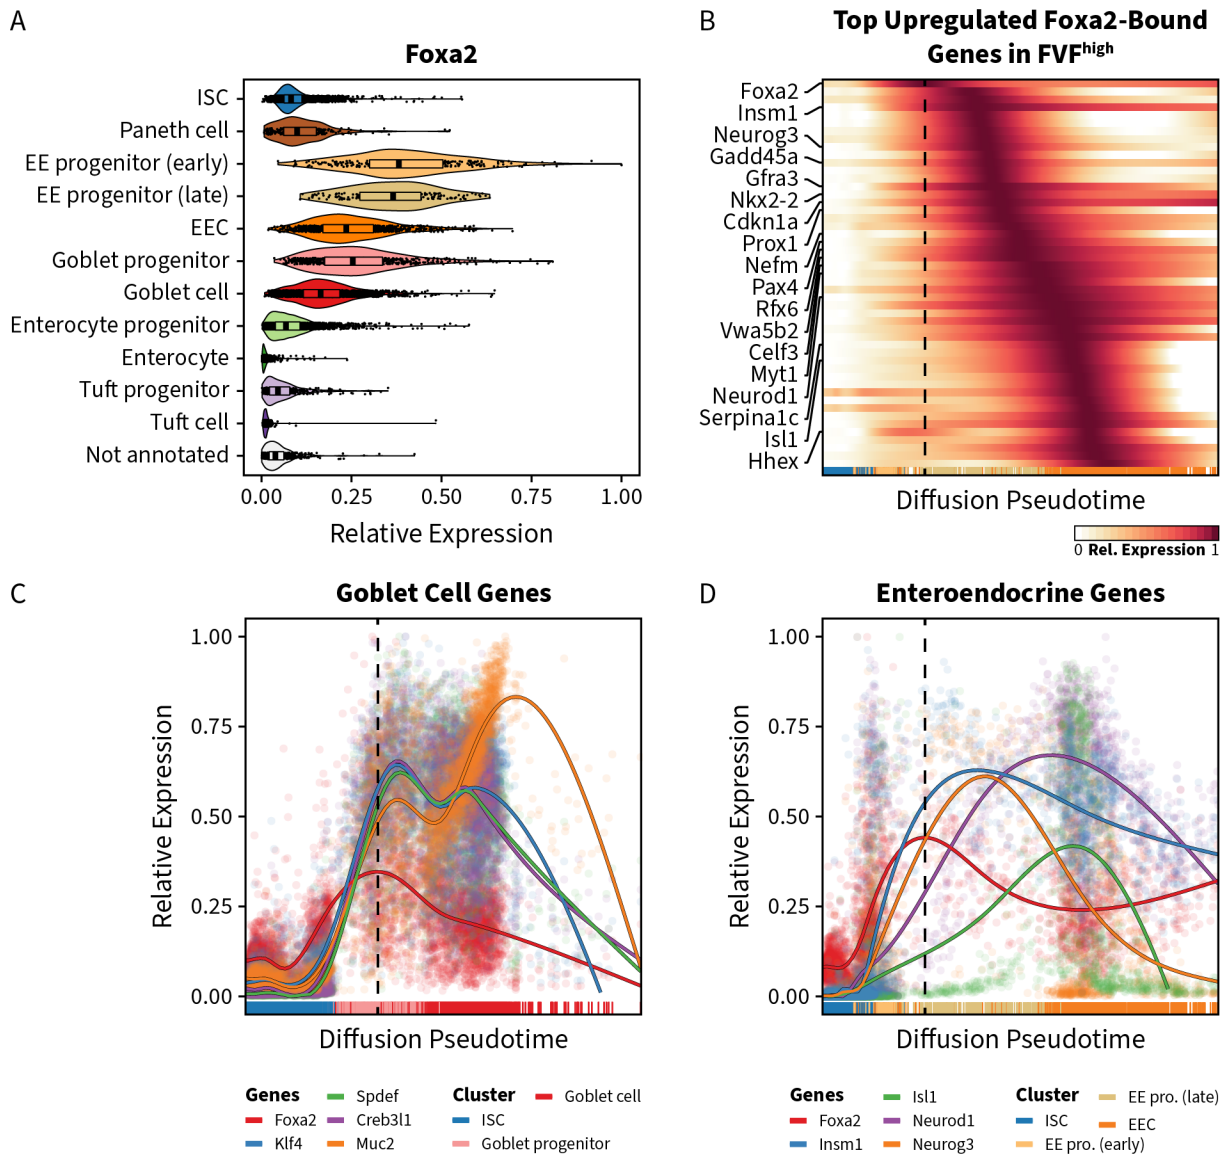 A
Foxa2
ISC
Paneth cell
EE progenitor (early)
EE progenitor (late)
EEC
Goblet progenitor
Goblet cell
Enterocyte progenitor
Enterocyte
Tuft progenitor
Tuft cell
Not annotated
0.00 0.25 0.50 0.75 1.00
Relative Expression
B
Top Upregulated Foxa2-Bound
Genes in FVFhigh
Foxa2
Insm1
Neurog3
Gadd45a
Gfra3
Nkx2-2
Cdkn1a
Prox1
Nefm
Pax4
Rfx6
Vwa5b2
Celf3
Myt1
Neurod1
Serpina1c
Isl1
Hhex
Diffusion Pseudotime
0 Rel. Expression 1
C
Goblet Cell Genes
1.00
0.75
0.50
0.25
0.00
Relative Expression
Diffusion Pseudotime
Genes
Foxa2
Klf4
Spdef
Creb3l1
Muc2
Cluster
ISC
Goblet progenitor
Goblet cell
D
Enteroendocrine Genes
1.00
0.75
0.50
0.25
0.00
Relative Expression
Diffusion Pseudotime
Genes
Foxa2
Insm1
Isl1
Neurod1
Neurog3
Cluster
ISC
EE pro. (early)
EE pro. (late)
EEC